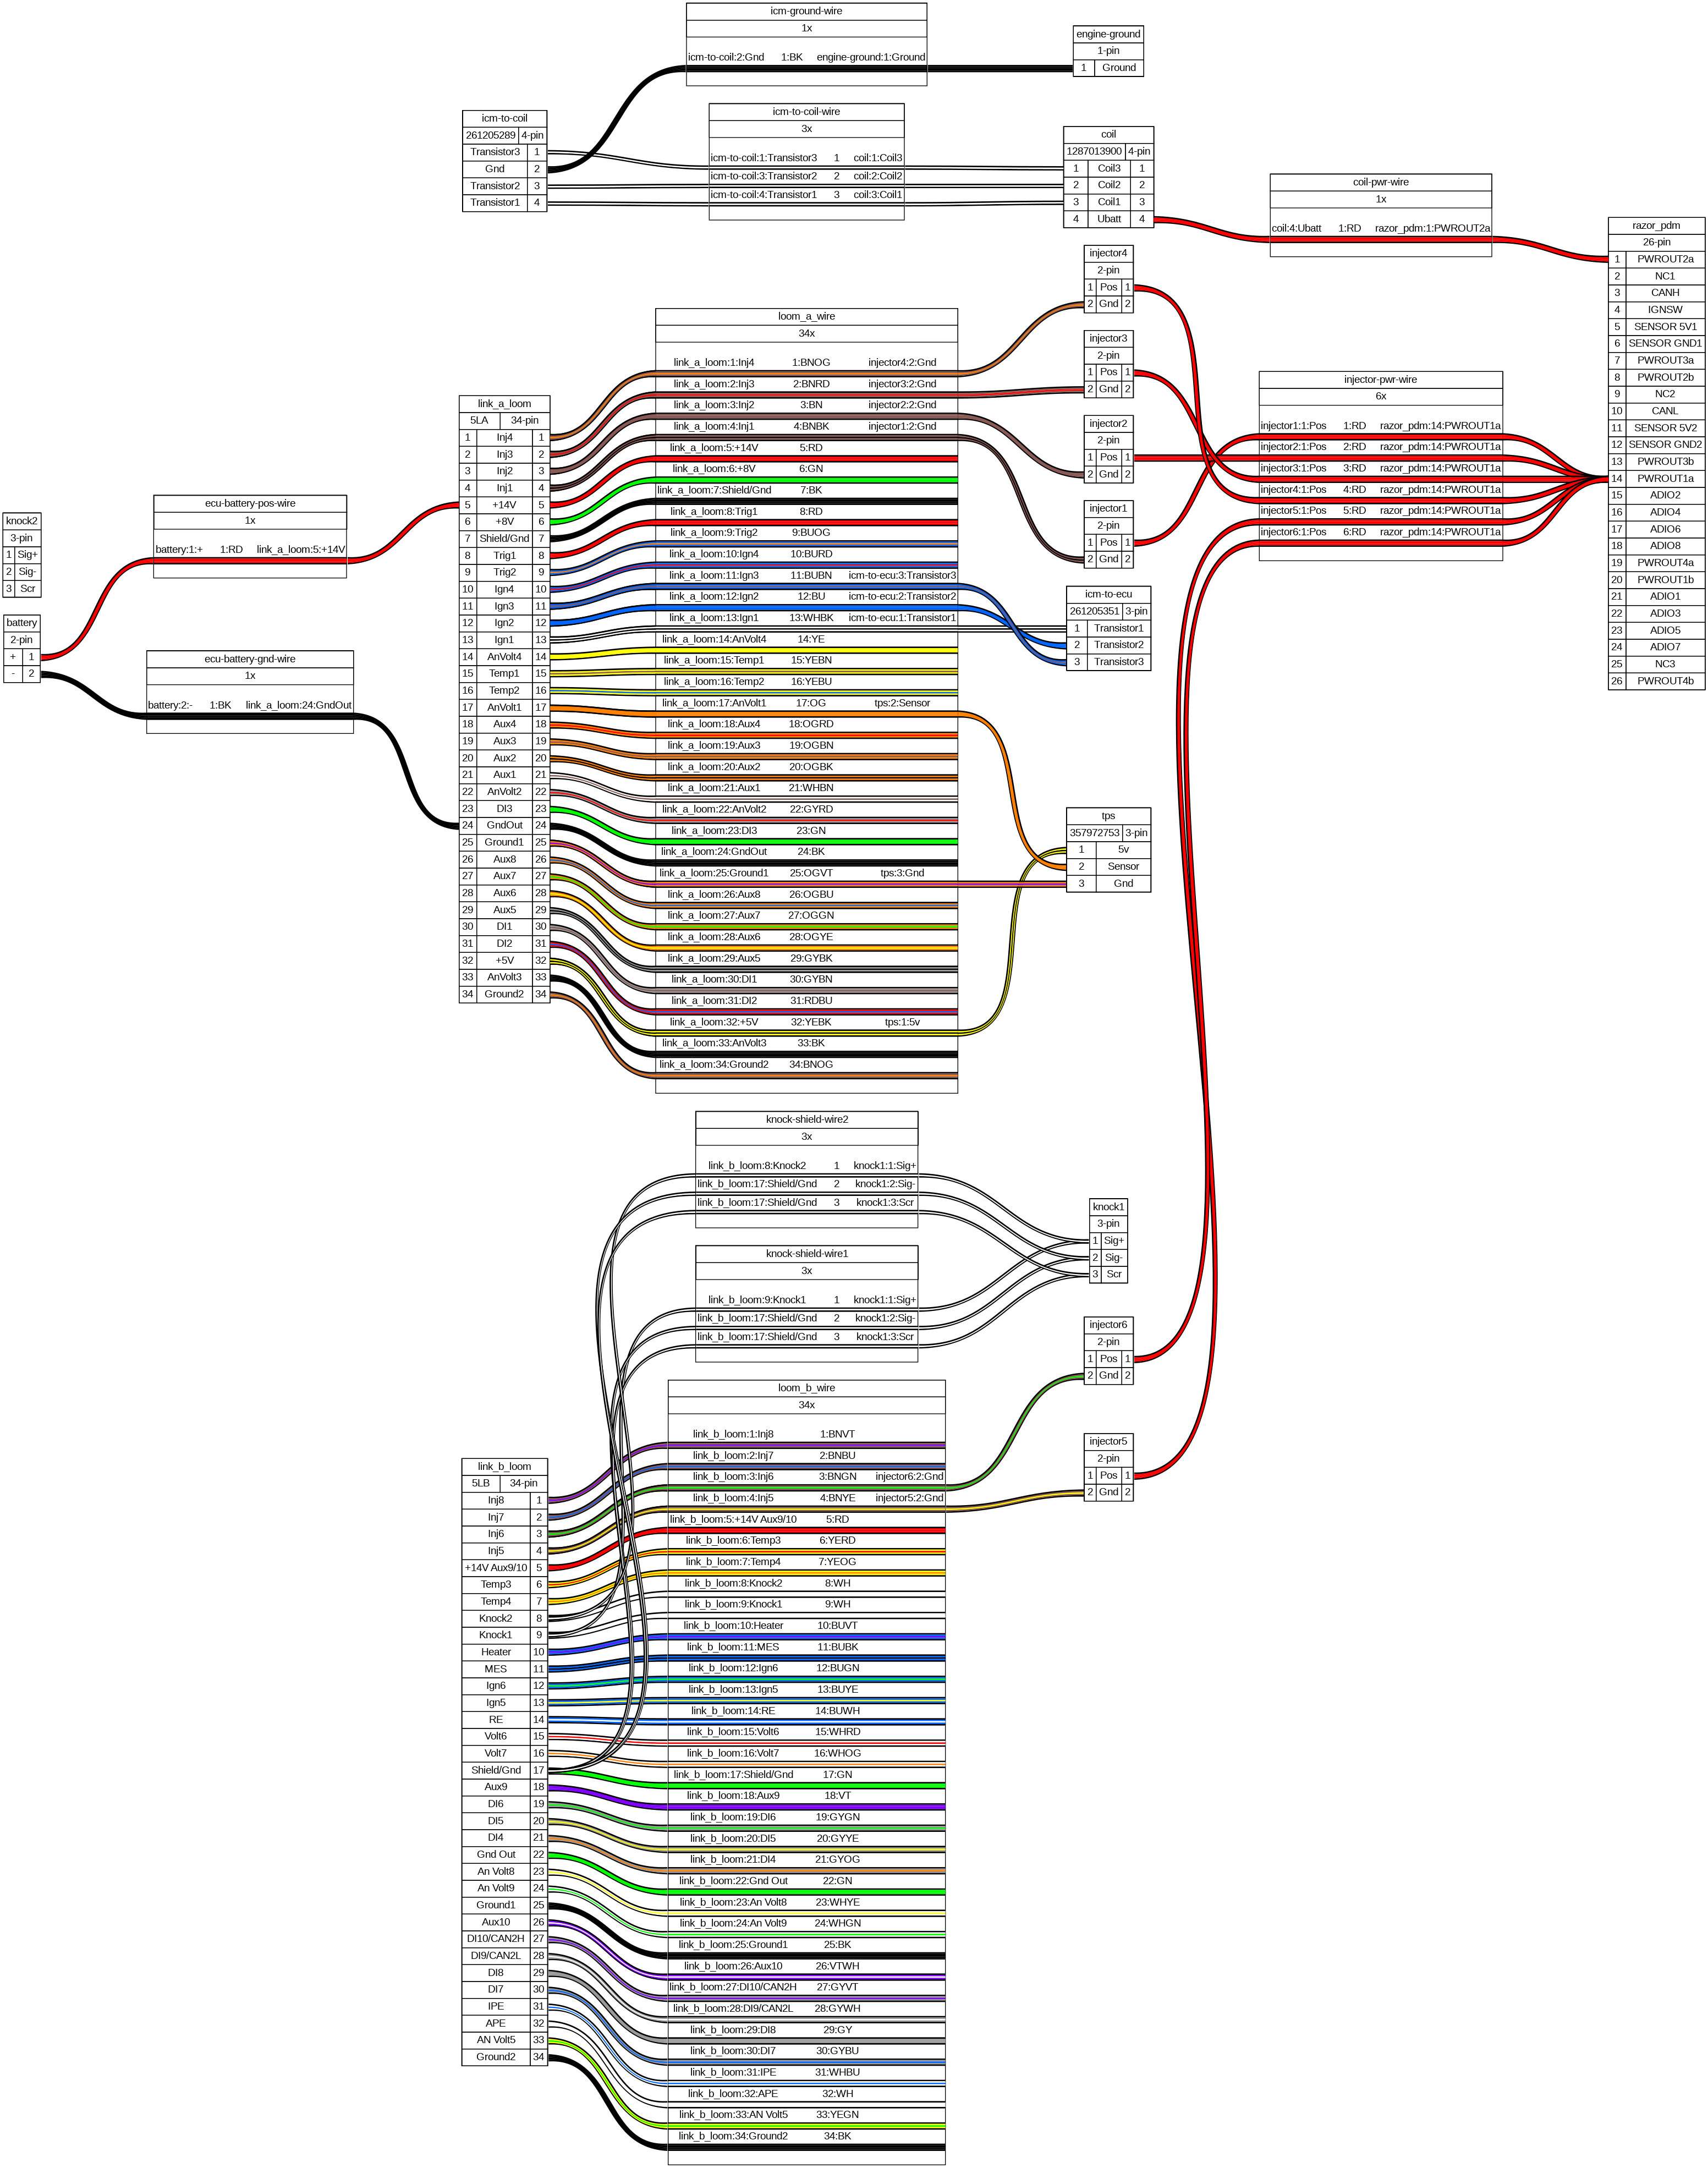 icm-ground-wire
1x
icm-to-coil:2:Gnd 1:BK engine-ground:1:Ground
engine-ground
1-pin
1 Ground
icm-to-coil
261205289 4-pin
Transistor3 1
Gnd 2
Transistor2 3
Transistor1 4
icm-to-coil-wire
3x
icm-to-coil:1:Transistor3 1 coil:1:Coil3
icm-to-coil:3:Transistor2 2 coil:2:Coil2
icm-to-coil:4:Transistor1 3 coil:3:Coil1
coil
1287013900 4-pin
1 Coil3 1
2 Coil2 2
3 Coil1 3
4 Ubatt 4
coil-pwr-wire
1x
coil:4:Ubatt 1:RD razor_pdm:1:PWROUT2a
razor_pdm
26-pin
1 PWROUT2a
2 NC1
3 CANH
4 IGNSW
5 SENSOR 5V1
6 SENSOR GND1
7 PWROUT3a
8 PWROUT2b
9 NC2
10 CANL
11 SENSOR 5V2
12 SENSOR GND2
13 PWROUT3b
14 PWROUT1a
15 ADIO2
16 ADIO4
17 ADIO6
18 ADIO8
19 PWROUT4a
20 PWROUT1b
21 ADIO1
22 ADIO3
23 ADIO5
24 ADIO7
25 NC3
26 PWROUT4b
injector4
2-pin
1 Pos 1
2 Gnd 2
injector3
2-pin
1 Pos 1
2 Gnd 2
injector2
2-pin
1 Pos 1
2 Gnd 2
injector1
2-pin
1 Pos 1
2 Gnd 2
injector-pwr-wire
6x
injector1:1:Pos 1:RD razor_pdm:14:PWROUT1a
injector2:1:Pos 2:RD razor_pdm:14:PWROUT1a
injector3:1:Pos 3:RD razor_pdm:14:PWROUT1a
injector4:1:Pos 4:RD razor_pdm:14:PWROUT1a
injector5:1:Pos 5:RD razor_pdm:14:PWROUT1a
injector6:1:Pos 6:RD razor_pdm:14:PWROUT1a
knock2
3-pin
1 Sig+
2 Sig-
3 Scr
battery
2-pin
+ 1
- 2
ecu-battery-pos-wire
1x
battery:1:+ 1:RD link_a_loom:5:+14V
ecu-battery-gnd-wire
1x
battery:2:- 1:BK link_a_loom:24:GndOut
link_a_loom
5LA 34-pin
1 Inj4 1
2 Inj3 2
3 Inj2 3
4 Inj1 4
5 +14V 5
6 +8V 6
7 Shield/Gnd 7
8 Trig1 8
9 Trig2 9
10 Ign4 10
11 Ign3 11
12 Ign2 12
13 Ign1 13
14 AnVolt4 14
15 Temp1 15
16 Temp2 16
17 AnVolt1 17
18 Aux4 18
19 Aux3 19
20 Aux2 20
21 Aux1 21
22 AnVolt2 22
23 DI3 23
24 GndOut 24
25 Ground1 25
26 Aux8 26
27 Aux7 27
28 Aux6 28
29 Aux5 29
30 DI1 30
31 DI2 31
32 +5V 32
33 AnVolt3 33
34 Ground2 34
loom_a_wire
34x
link_a_loom:1:Inj4 1:BNOG injector4:2:Gnd
link_a_loom:2:Inj3 2:BNRD injector3:2:Gnd
link_a_loom:3:Inj2 3:BN injector2:2:Gnd
link_a_loom:4:Inj1 4:BNBK injector1:2:Gnd
link_a_loom:5:+14V 5:RD
link_a_loom:6:+8V 6:GN
link_a_loom:7:Shield/Gnd 7:BK
link_a_loom:8:Trig1 8:RD
link_a_loom:9:Trig2 9:BUOG
link_a_loom:10:Ign4 10:BURD
link_a_loom:11:Ign3 11:BUBN icm-to-ecu:3:Transistor3
link_a_loom:12:Ign2 12:BU icm-to-ecu:2:Transistor2
link_a_loom:13:Ign1 13:WHBK icm-to-ecu:1:Transistor1
link_a_loom:14:AnVolt4 14:YE
link_a_loom:15:Temp1 15:YEBN
link_a_loom:16:Temp2 16:YEBU
link_a_loom:17:AnVolt1 17:OG tps:2:Sensor
link_a_loom:18:Aux4 18:OGRD
link_a_loom:19:Aux3 19:OGBN
link_a_loom:20:Aux2 20:OGBK
link_a_loom:21:Aux1 21:WHBN
link_a_loom:22:AnVolt2 22:GYRD
link_a_loom:23:DI3 23:GN
link_a_loom:24:GndOut 24:BK
link_a_loom:25:Ground1 25:OGVT tps:3:Gnd
link_a_loom:26:Aux8 26:OGBU
link_a_loom:27:Aux7 27:OGGN
link_a_loom:28:Aux6 28:OGYE
link_a_loom:29:Aux5 29:GYBK
link_a_loom:30:DI1 30:GYBN
link_a_loom:31:DI2 31:RDBU
link_a_loom:32:+5V 32:YEBK tps:1:5v
link_a_loom:33:AnVolt3 33:BK
link_a_loom:34:Ground2 34:BNOG
icm-to-ecu
261205351 3-pin
1 Transistor1
2 Transistor2
3 Transistor3
tps
357972753 3-pin
1 5v
2 Sensor
3 Gnd
knock-shield-wire2
3x
link_b_loom:8:Knock2 1 knock1:1:Sig+
link_b_loom:17:Shield/Gnd 2 knock1:2:Sig-
link_b_loom:17:Shield/Gnd 3 knock1:3:Scr
knock-shield-wire1
3x
link_b_loom:9:Knock1 1 knock1:1:Sig+
link_b_loom:17:Shield/Gnd 2 knock1:2:Sig-
link_b_loom:17:Shield/Gnd 3 knock1:3:Scr
knock1
3-pin
1 Sig+
2 Sig-
3 Scr
injector6
2-pin
1 Pos 1
2 Gnd 2
injector5
2-pin
1 Pos 1
2 Gnd 2
link_b_loom
5LB 34-pin
Inj8 1
Inj7 2
Inj6 3
Inj5 4
+14V Aux9/10 5
Temp3 6
Temp4 7
Knock2 8
Knock1 9
Heater 10
MES 11
Ign6 12
Ign5 13
RE 14
Volt6 15
Volt7 16
Shield/Gnd 17
Aux9 18
DI6 19
DI5 20
DI4 21
Gnd Out 22
An Volt8 23
An Volt9 24
Ground1 25
Aux10 26
DI10/CAN2H 27
DI9/CAN2L 28
DI8 29
DI7 30
IPE 31
APE 32
AN Volt5 33
Ground2 34
loom_b_wire
34x
link_b_loom:1:Inj8 1:BNVT
link_b_loom:2:Inj7 2:BNBU
link_b_loom:3:Inj6 3:BNGN injector6:2:Gnd
link_b_loom:4:Inj5 4:BNYE injector5:2:Gnd
link_b_loom:5:+14V Aux9/10 5:RD
link_b_loom:6:Temp3 6:YERD
link_b_loom:7:Temp4 7:YEOG
link_b_loom:8:Knock2 8:WH
link_b_loom:9:Knock1 9:WH
link_b_loom:10:Heater 10:BUVT
link_b_loom:11:MES 11:BUBK
link_b_loom:12:Ign6 12:BUGN
link_b_loom:13:Ign5 13:BUYE
link_b_loom:14:RE 14:BUWH
link_b_loom:15:Volt6 15:WHRD
link_b_loom:16:Volt7 16:WHOG
link_b_loom:17:Shield/Gnd 17:GN
link_b_loom:18:Aux9 18:VT
link_b_loom:19:DI6 19:GYGN
link_b_loom:20:DI5 20:GYYE
link_b_loom:21:DI4 21:GYOG
link_b_loom:22:Gnd Out 22:GN
link_b_loom:23:An Volt8 23:WHYE
link_b_loom:24:An Volt9 24:WHGN
link_b_loom:25:Ground1 25:BK
link_b_loom:26:Aux10 26:VTWH
link_b_loom:27:DI10/CAN2H 27:GYVT
link_b_loom:28:DI9/CAN2L 28:GYWH
link_b_loom:29:DI8 29:GY
link_b_loom:30:DI7 30:GYBU
link_b_loom:31:IPE 31:WHBU
link_b_loom:32:APE 32:WH
link_b_loom:33:AN Volt5 33:YEGN
link_b_loom:34:Ground2 34:BK